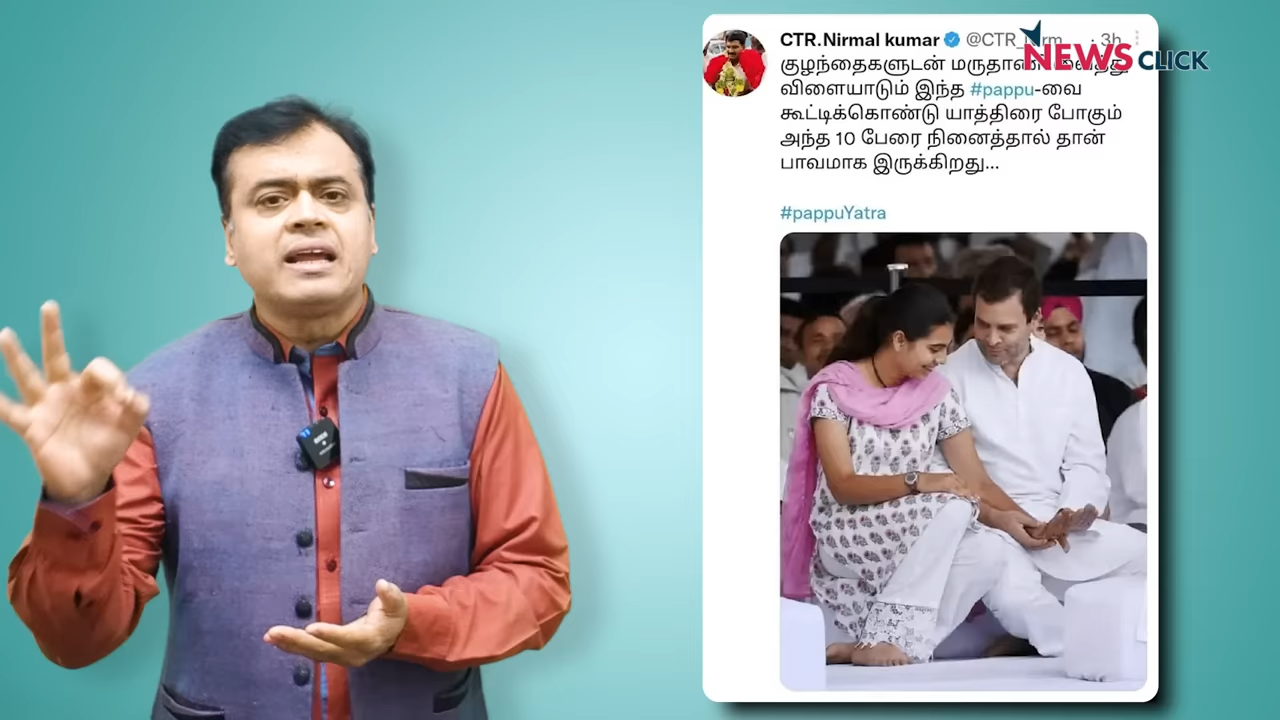 CTR.Nirmal kumar @CTR_ 3h
NEWSCLICK
குழந்தைகளுடன்
விளையாடும் இந்த #pappu-வை
கூட்டிக்கொண்டு யாத்திரை போகும்
அந்த 10 பேரை நினைத்தால் தான்
பாவமாக இருக்கிறது...
#pappuYatra